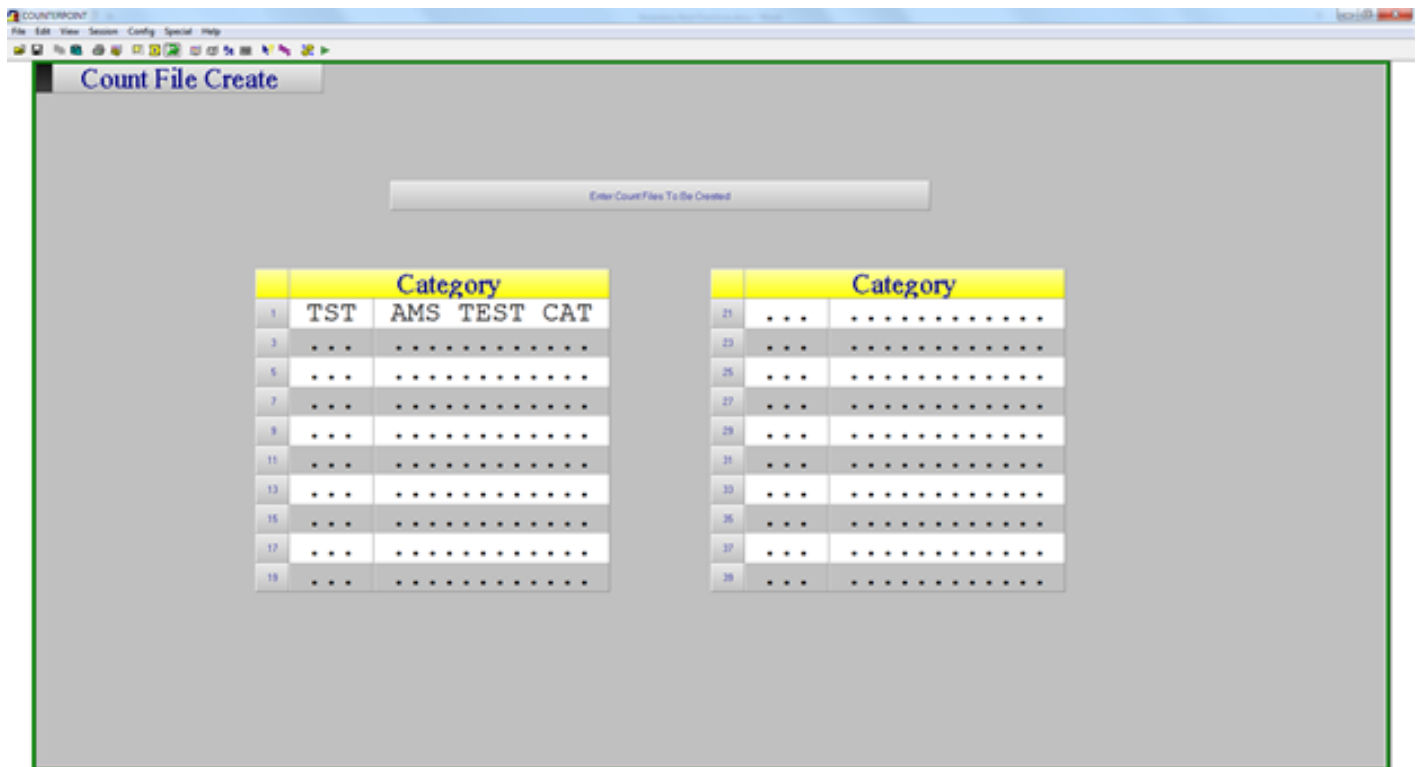 COUNTERPOINT
File Edit View Session Config Special Help
Count File Create
Enter Count Files To Be Created
Category
1 TST AMS TEST CAT
3 ... ............
5 ... ............
7 ... ............
9 ... ............
11 ... ............
13 ... ............
15 ... ............
17 ... ............
19 ... ............
Category
21 ... ............
23 ... ............
25 ... ............
27 ... ............
29 ... ............
31 ... ............
33 ... ............
35 ... ............
37 ... ............
39 ... ............